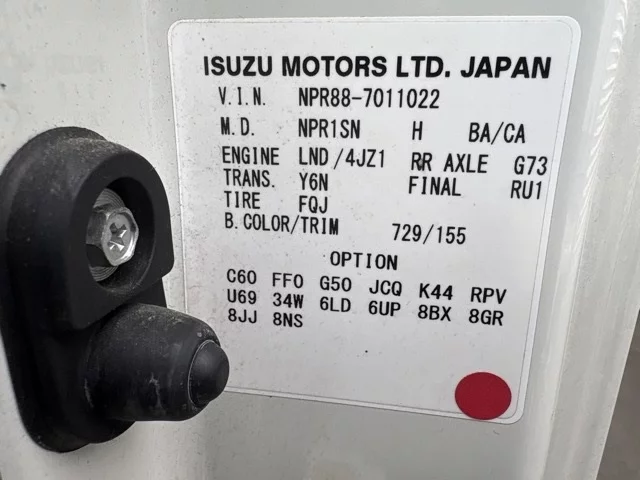 ISUZU MOTORS LTD. JAPAN
V.I.N. NPR88-7011022
M.D. NPR1SN H BA/CA
ENGINE LND/4JZ1 RR AXLE G73
TRANS. Y6N FINAL RU1
TIRE FQJ
B.COLOR/TRIM 729/155
OPTION
C60 FF0 G50 JCQ K44 RPV
U69 34W 6LD 6UP 8BX 8GR
8JJ 8NS